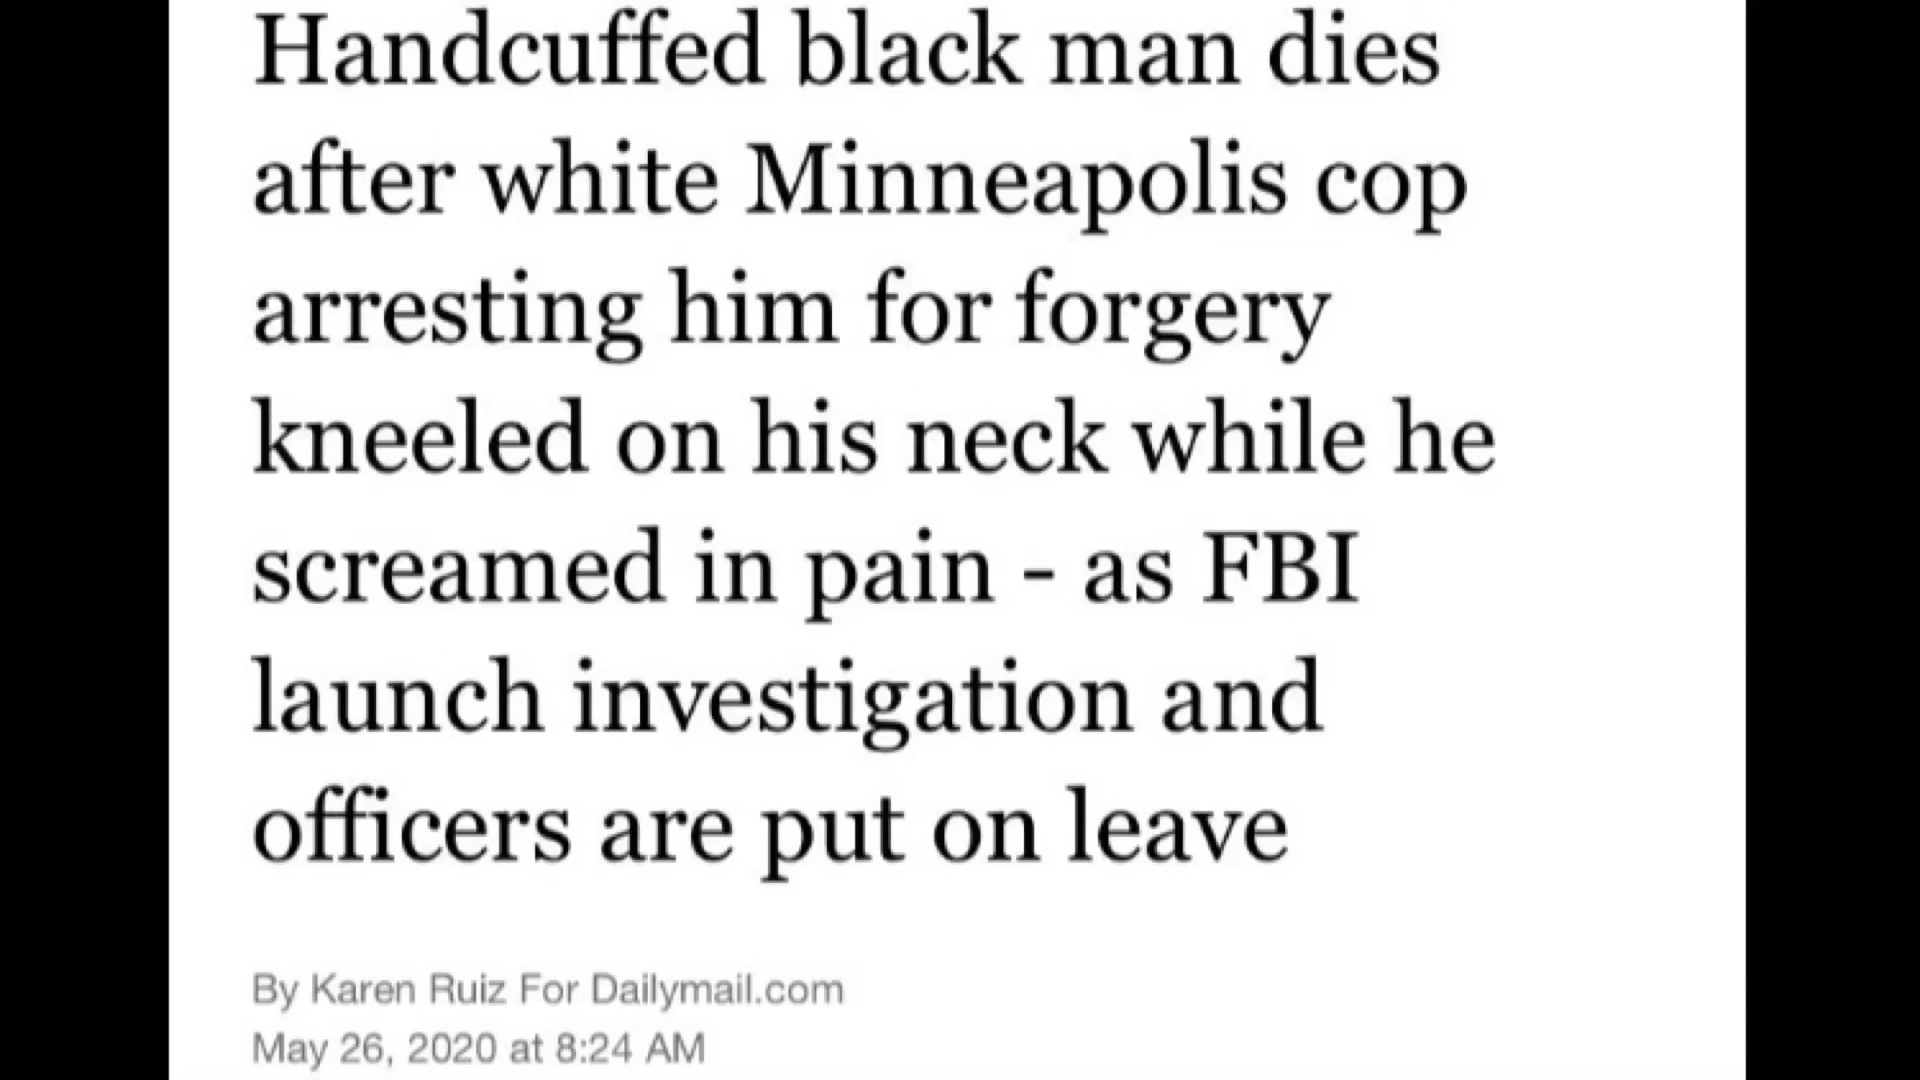 Handcuffed black man dies
after white Minneapolis cop
arresting him for forgery
kneeled on his neck while he
screamed in pain - as FBI
launch investigation and
officers are put on leave
By Karen Ruiz For Dailymail.com
May 26, 2020 at 8:24 AM